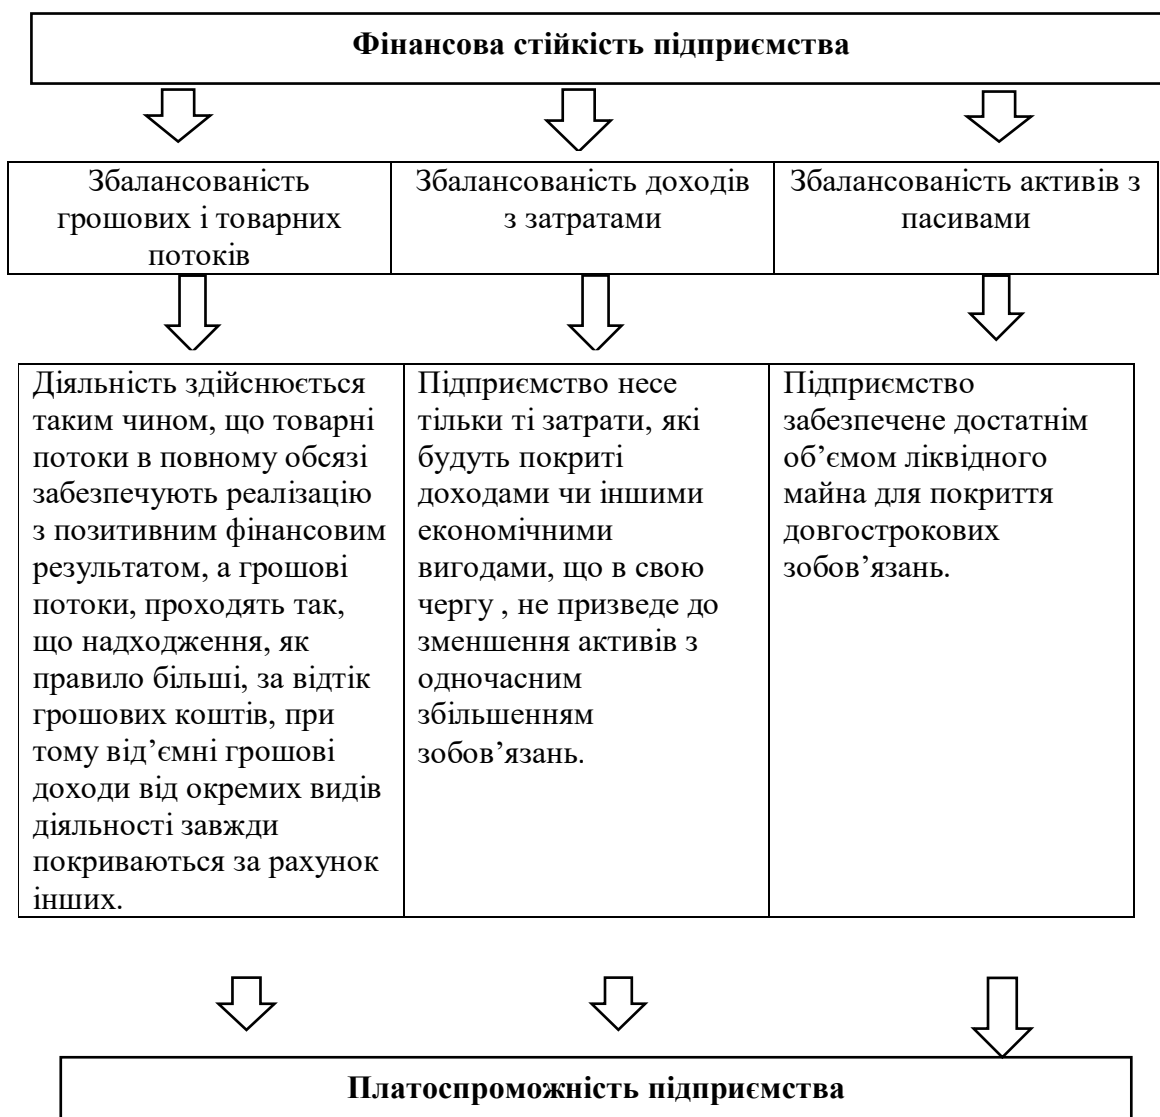 Фінансова стійкість підприємства
Збалансованість
грошових і товарних
потоків
Збалансованість доходів
з затратами
Збалансованість активів з
пасивами
Діяльність здійснюється
таким чином, що товарні
потоки в повному обсязі
забезпечують реалізацію
з позитивним фінансовим
результатом, а грошові
потоки, проходять так,
що надходження, як
правило більші, за відтік
грошових коштів, при
тому від’ємні грошові
доходи від окремих видів
діяльності завжди
покриваються за рахунок
інших.
Підприємство несе
тільки ті затрати, які
будуть покриті
доходами чи іншими
економічними
вигодами, що в свою
чергу , не призведе до
зменшення активів з
одночасним
збільшенням
зобов’язань.
Підприємство
забезпечене достатнім
об’ємом ліквідного
майна для покриття
довгострокових
зобов’язань.
Платоспроможність підприємства